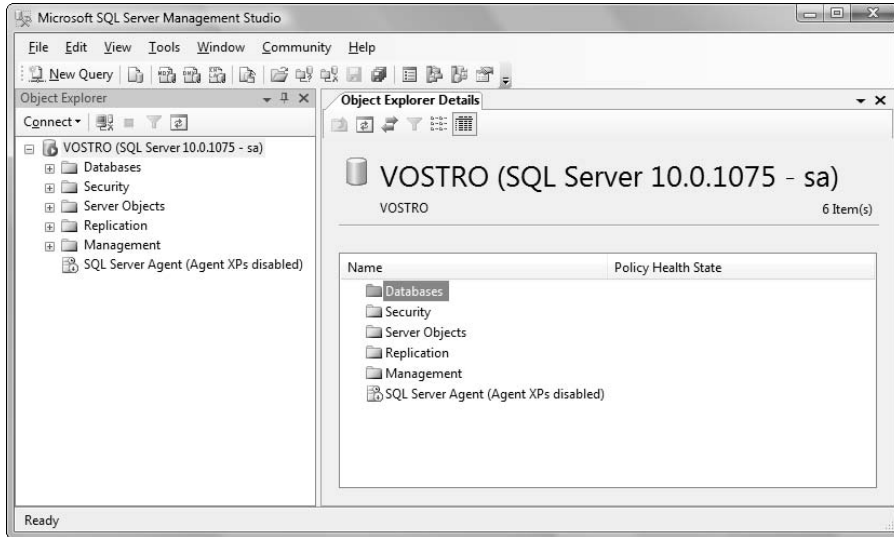 Microsoft SQL Server Management Studio
File Edit View Tools Window Community Help
New Query
Object Explorer
Connect
VOSTRO (SQL Server 10.0.1075 - sa)
Databases
Security
Server Objects
Replication
Management
SQL Server Agent (Agent XPs disabled)
Object Explorer Details
VOSTRO (SQL Server 10.0.1075 - sa)
VOSTRO 6 Item(s)
Name Policy Health State
Databases
Security
Server Objects
Replication
Management
SQL Server Agent (Agent XPs disabled)
Ready